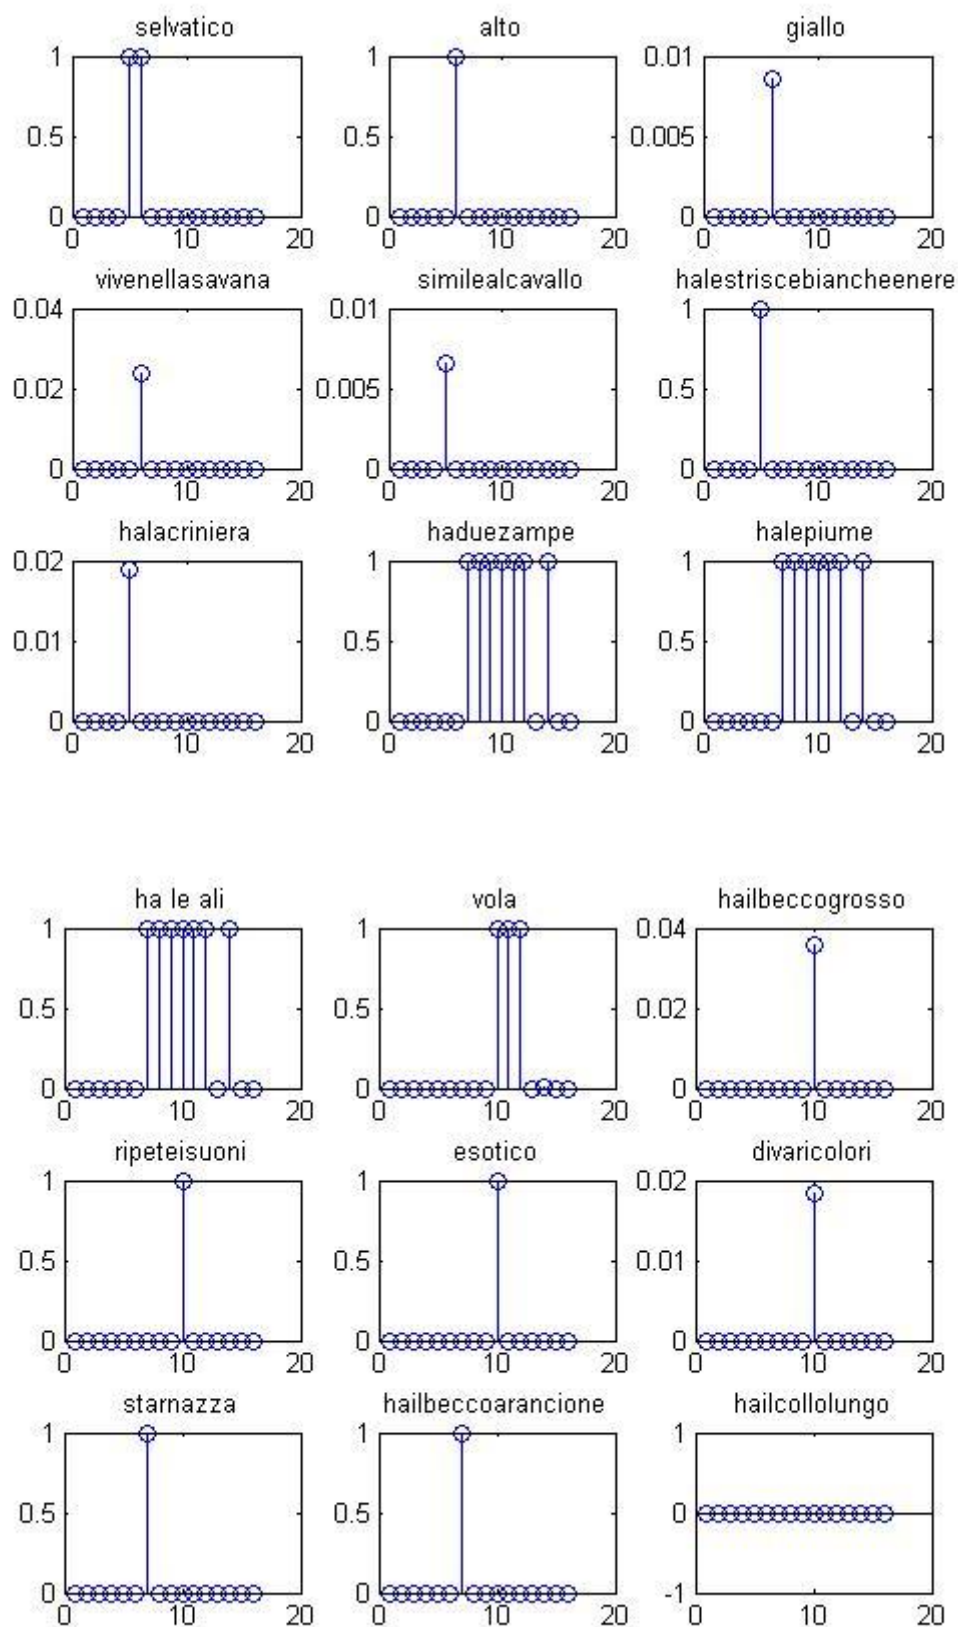 selvatico alto giallo
1 1 0.01
0.5 0.5 0.005
0 0 0
0 10 20 0 10 20 0 10 20
vivenellasavana similealcavallo halestriscebiancheenere
0.04 0.01 1
0.02 0.005 0.5
0 0 0
0 10 20 0 10 20 0 10 20
halacriniera haduezampe halepiume
0.02 1 1
0.01 0.5 0.5
0 0 0
0 10 20 0 10 20 0 10 20
ha le ali vola hailbeccogrosso
1 1 0.04
0.5 0.5 0.02
0 0 0
0 10 20 0 10 20 0 10 20
ripeteisuoni esotico divaricolori
1 1 0.02
0.5 0.5 0.01
0 0 0
0 10 20 0 10 20 0 10 20
starnazza hailbeccoarancione hailcollolungo
1 1 1
0.5 0.5 0
0 0 -1
0 10 20 0 10 20 0 10 20